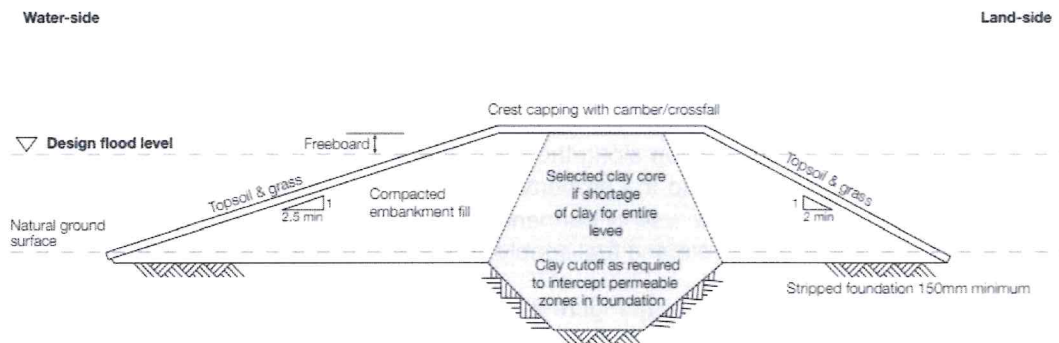 Water-side
Land-side
Crest capping with camber/crossfall
Design flood level
Freeboard
Topsoil & grass
Compacted
embankment fill
1
2.5 min
Selected clay core
if shortage
of clay for entire
levee
Topsoil & grass
1
2 min
Natural ground
surface
Clay cutoff as required
to intercept permeable
zones in foundation
Stripped foundation 150mm minimum